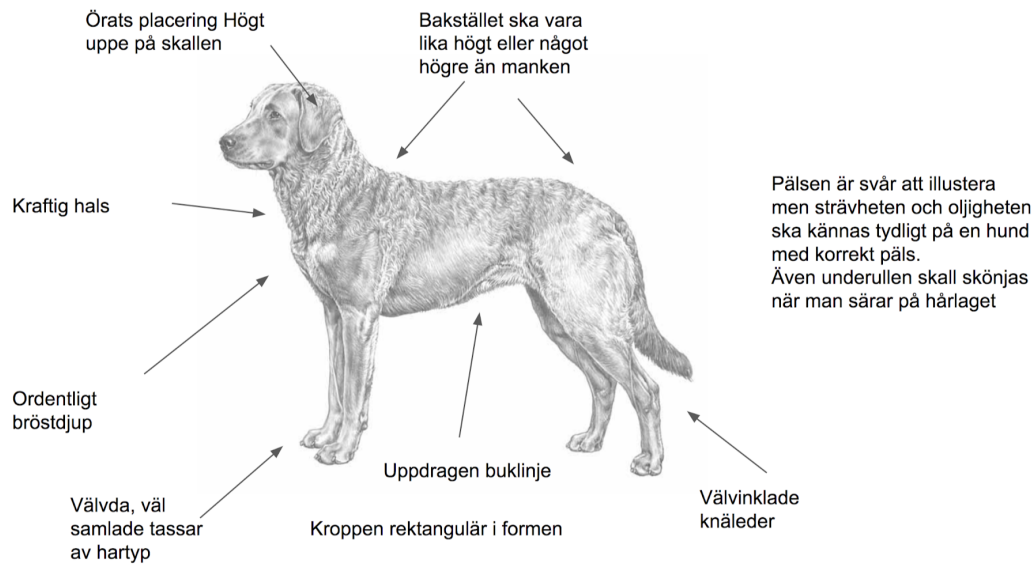 Örats placering Högt
uppe på skallen
Bakstället ska vara
lika högt eller något
högre än manken
Kraftig hals
Pälsen är svår att illustera
men strävheten och oljigheten
ska kännas tydligt på en hund
med korrekt päls.
Även underullen skall skönjas
när man särar på hårlaget
Ordentligt
bröstdjup
Uppdragen buklinje
Välvinklade
knäleder
Välvda, väl
samlade tassar
av hartyp
Kroppen rektangulär i formen